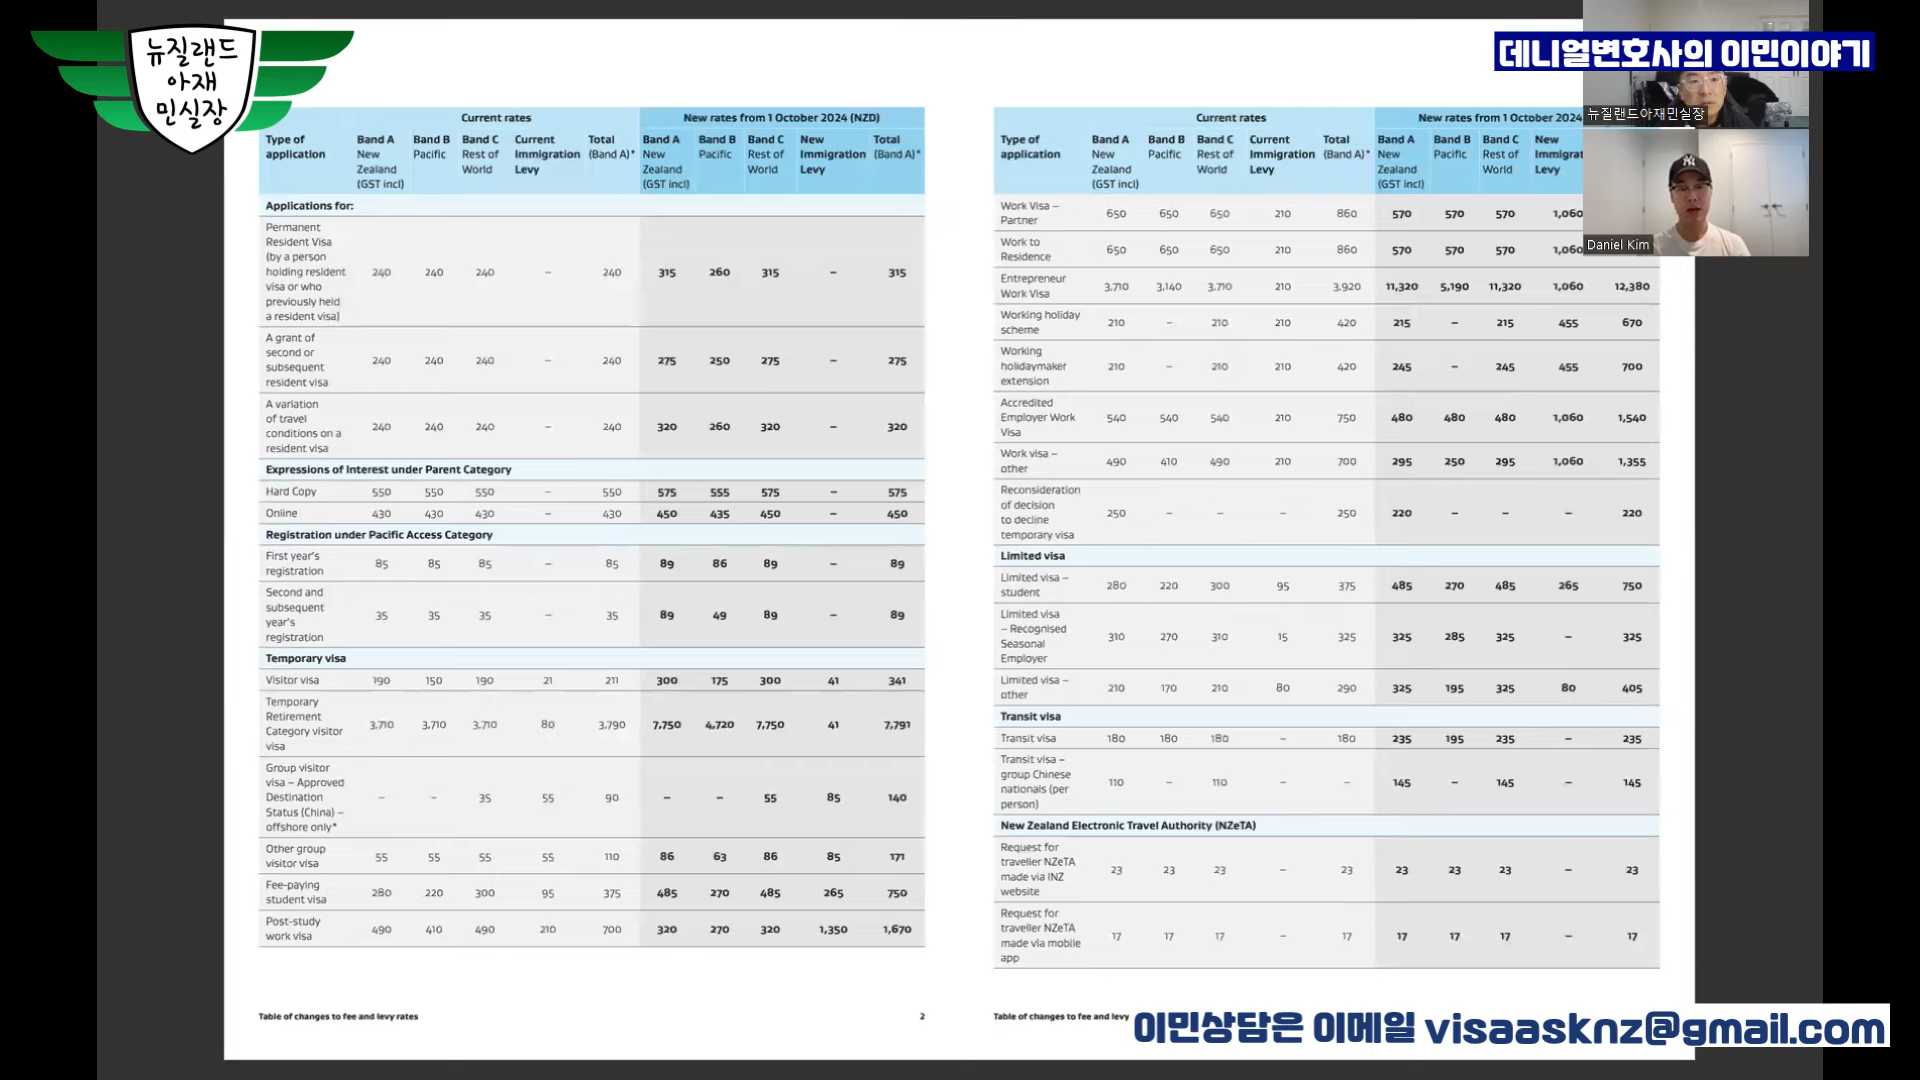 뉴질랜드
아재
민실장
데니얼변호사의 이민이야기
뉴질랜드아재민실장
Daniel Kim
Current rates
New rates from 1 October 2024 (NZD)
Type of application
Band A New Zealand (GST incl)
Band B Pacific
Band C Rest of World
Current Immigration Levy
Total (Band A)*
Band A New Zealand (GST incl)
Band B Pacific
Band C Rest of World
New Immigration Levy
Total (Band A)*
Applications for:
Permanent Resident Visa (by a person holding resident visa or who previously held a resident visa) 240 240 240 – 240 315 260 315 – 315
A grant of second or subsequent resident visa 240 240 240 – 240 275 250 275 – 275
A variation of travel conditions on a resident visa 240 240 240 – 240 320 260 320 – 320
Expressions of Interest under Parent Category
Hard Copy 550 550 550 – 550 575 555 575 – 575
Online 430 430 430 – 430 450 435 450 – 450
Registration under Pacific Access Category
First year's registration 85 85 85 – 85 89 86 89 – 89
Second and subsequent year's registration 35 35 35 – 35 89 49 89 – 89
Temporary visa
Visitor visa 190 150 190 21 211 300 175 300 41 341
Temporary Retirement Category visitor visa 3,710 3,710 3,710 80 3,790 7,750 4,720 7,750 41 7,791
Group visitor visa – Approved Destination Status (China) – offshore only* – – 35 55 90 – – 55 85 140
Other group visitor visa 55 55 55 55 110 86 63 86 85 171
Fee-paying student visa 280 220 300 95 375 485 270 485 265 750
Post-study work visa 490 410 490 210 700 320 270 320 1,350 1,670
Table of changes to fee and levy rates
2
Current rates
New rates from 1 October 2024
Type of application
Band A New Zealand (GST incl)
Band B Pacific
Band C Rest of World
Current Immigration Levy
Total (Band A)*
Band A New Zealand (GST incl)
Band B Pacific
Band C Rest of World
New Levy
Work Visa – Partner 650 650 650 210 860 570 570 570 1,060
Work to Residence 650 650 650 210 860 570 570 570 1,060
Entrepreneur Work Visa 3,710 3,140 3,710 210 3,920 11,320 5,190 11,320 1,060 12,380
Working holiday scheme 210 – 210 210 420 215 – 215 455 670
Working holidaymaker extension 210 – 210 210 420 245 – 245 455 700
Accredited Employer Work Visa 540 540 540 210 750 480 480 480 1,060 1,540
Work visa – other 490 410 490 210 700 295 250 295 1,060 1,355
Reconsideration of decision to decline temporary visa 250 – – – 250 220 – – – 220
Limited visa
Limited visa – student 280 220 300 95 375 485 270 485 265 750
Limited visa – Recognised Seasonal Employer 310 270 310 15 325 325 285 325 – 325
Limited visa – other 210 170 210 80 290 325 195 325 80 405
Transit visa
Transit visa 180 180 180 – 180 235 195 235 – 235
Transit visa – group Chinese nationals (per person) 110 – 110 – – 145 – 145 – 145
New Zealand Electronic Travel Authority (NZeTA)
Request for traveller NZeTA made via INZ website 23 23 23 – 23 23 23 23 – 23
Request for traveller NZeTA made via mobile app 17 17 17 – 17 17 17 17 – 17
Table of changes to fee and levy
이민상담은 이메일 visaasknz@gmail.com